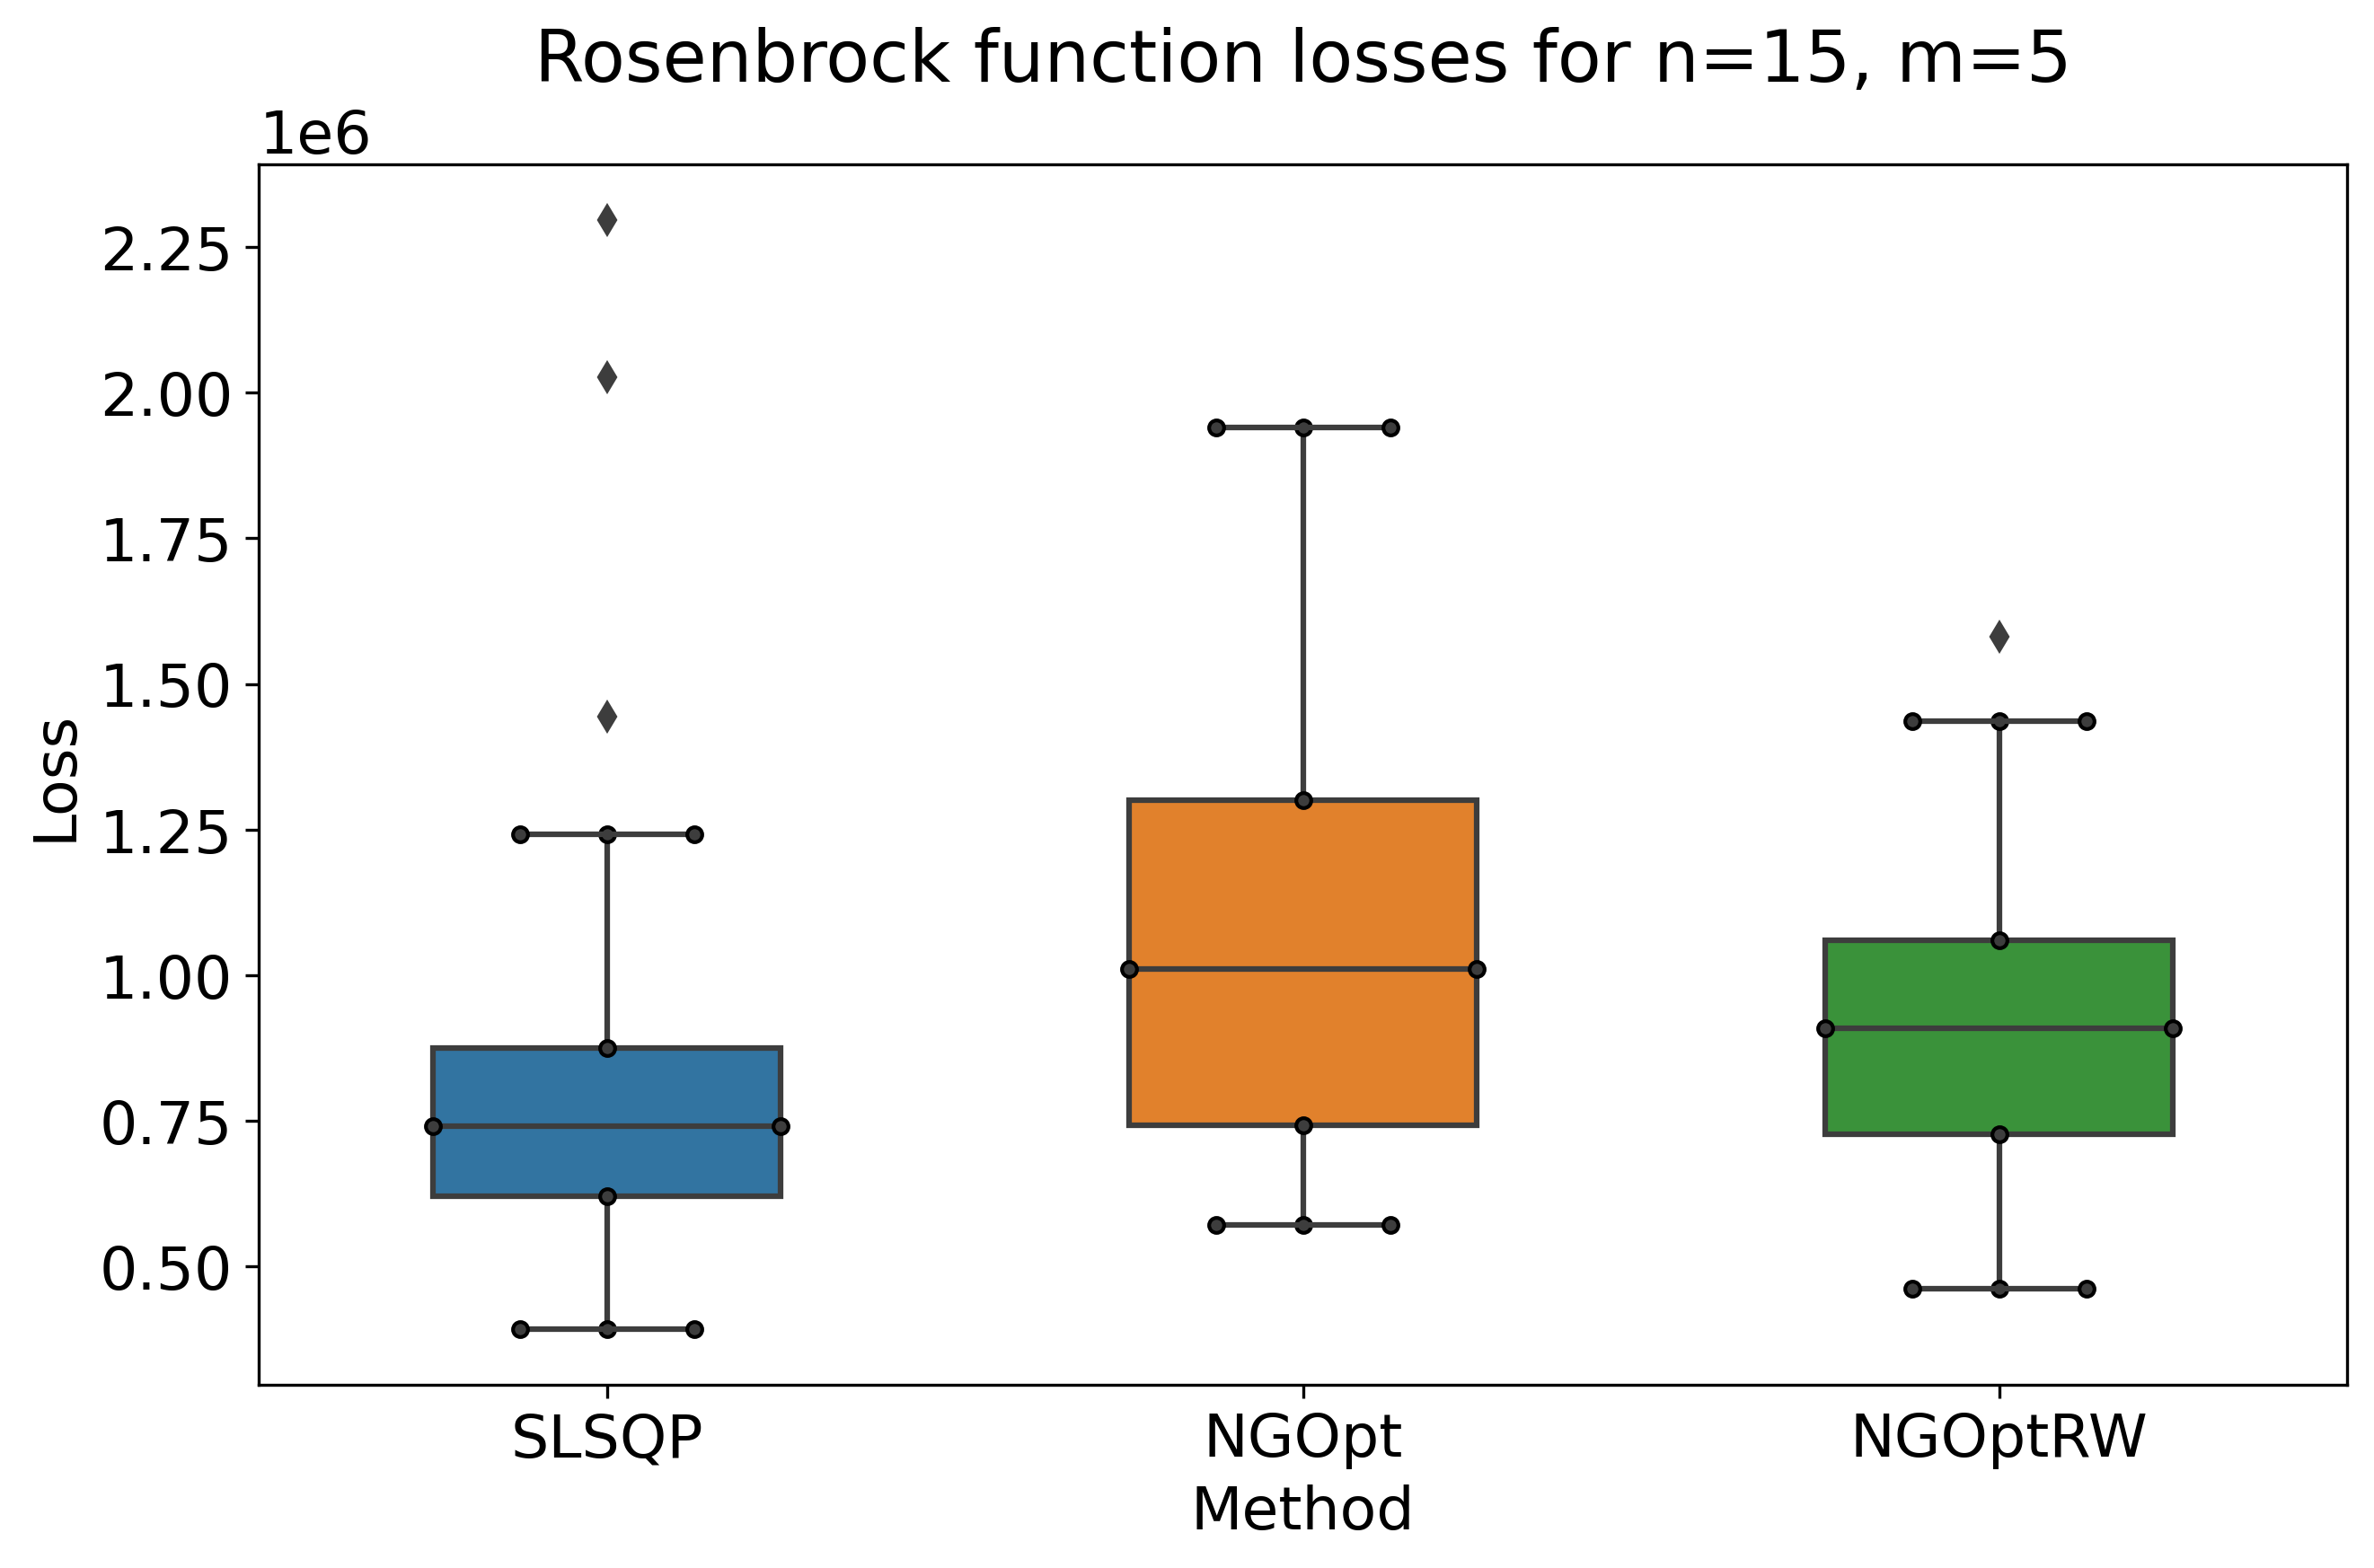 Rosenbrock function losses for n=15, m=5
1e6
2.25
2.00
1.75
1.50
1.25
1.00
0.75
0.50
Loss
SLSQP NGOpt NGOptRW
Method